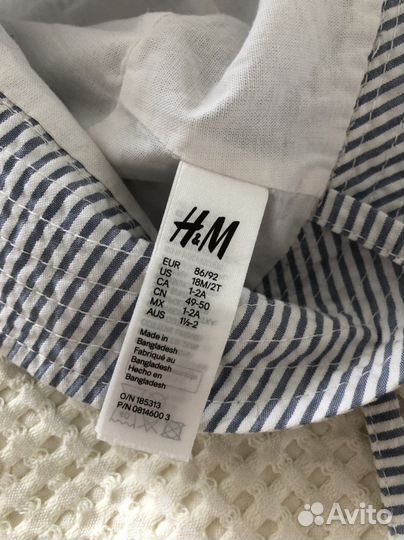 H&M
EUR 86/92
US 18M/2T
CA 1-2A
CN 49-50
MX 1-2A
AUS 1½-2
Made in
Bangladesh
Fabriqué au
Bangladesh
Hecho en
Bangladesh
O/N 185313
P/N 0814600 3
Avito